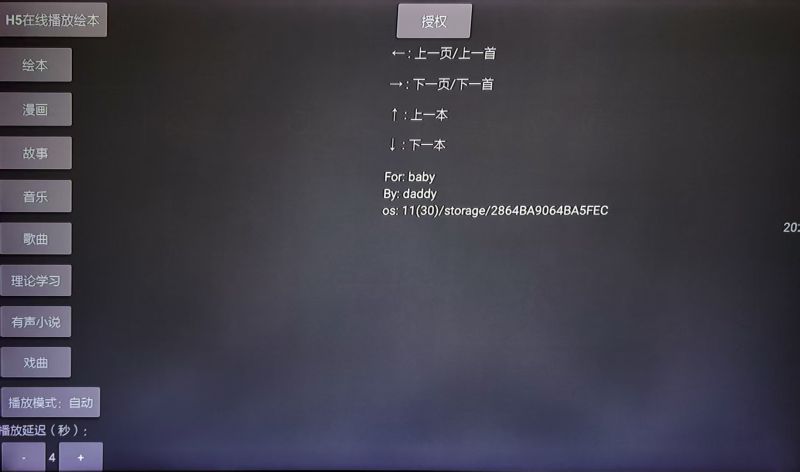 H5在线播放绘本
绘本
漫画
故事
音乐
歌曲
理论学习
有声小说
戏曲
播放模式：自动
播放延迟（秒）：
- 4 +
授权
←：上一页/上一首
→：下一页/下一首
↑：上一本
↓：下一本
For: baby
By: daddy
os: 11(30)/storage/2864BA9064BA5FEC
20: